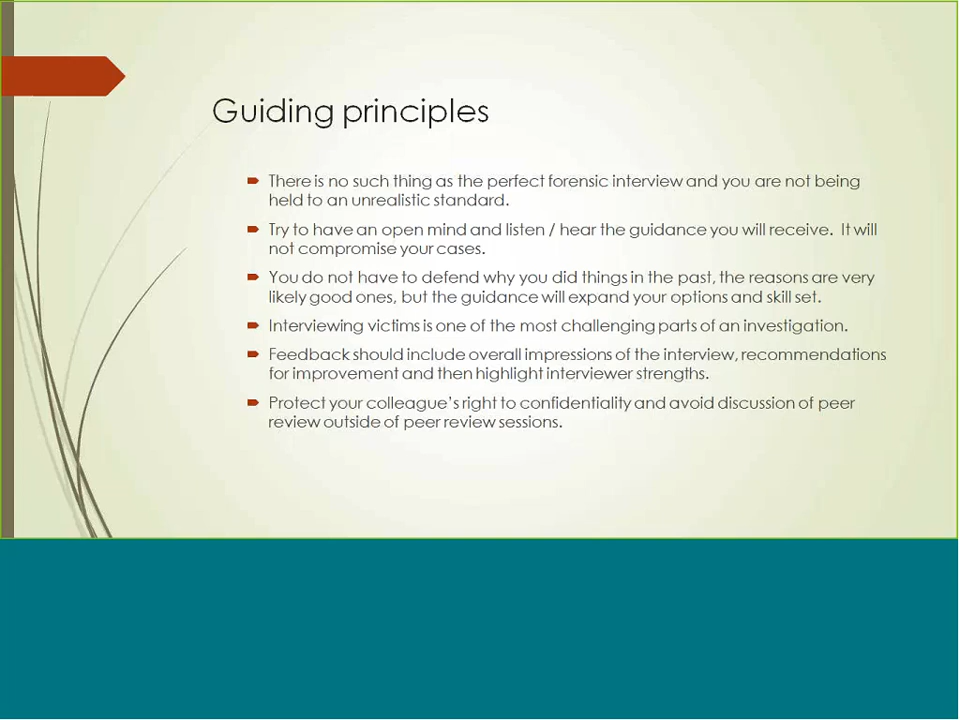 Guiding principles
There is no such thing as the perfect forensic interview and you are not being
held to an unrealistic standard.
Try to have an open mind and listen / hear the guidance you will receive.  It will
not compromise your cases.
You do not have to defend why you did things in the past, the reasons are very
likely good ones, but the guidance will expand your options and skill set.
Interviewing victims is one of the most challenging parts of an investigation.
Feedback should include overall impressions of the interview, recommendations
for improvement and then highlight interviewer strengths.
Protect your colleague's right to confidentiality and avoid discussion of peer
review outside of peer review sessions.